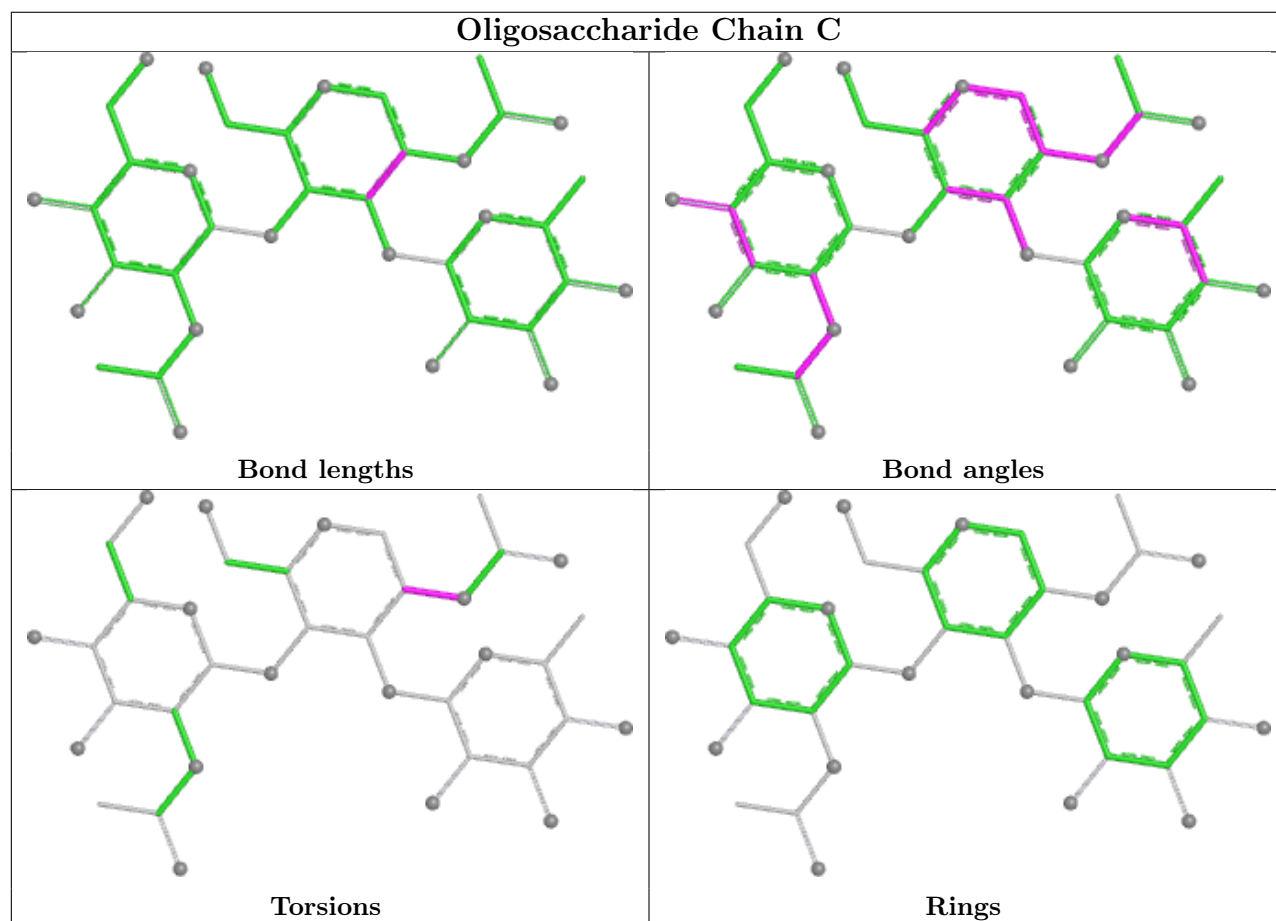 Oligosaccharide Chain C
Bond lengths
Bond angles
Torsions
Rings